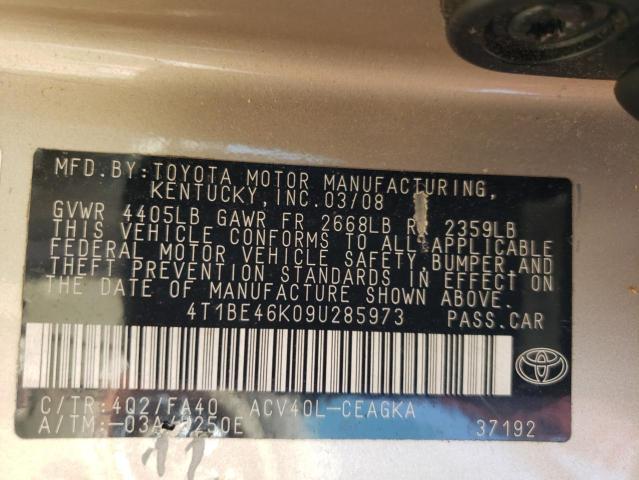 MFD.BY:TOYOTA MOTOR MANUFACTURING,
KENTUCKY,INC.03/08
GVWR 4405LB GAWR FR 2668LB 2359LB
THIS VEHICLE CONFORMS TO ALL APPLICABLE
FEDERAL MOTOR VEHICLE SAFETY,BUMPER,AND
THEFT PREVENTION STANDARDS IN EFFECT ON
THE DATE OF MANUFACTURE SHOWN ABOVE.
4T1BE46K09U285973 PASS.CAR
C/TR:4Q2/FA40 ACV40L-CEAGKA
A/TM:-03A/ 37192